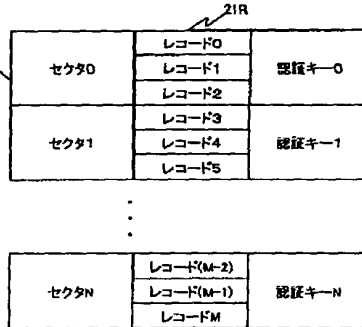 21R
セクタ0
レコード0
レコード1
レコード2
認証キー0
セクタ1
レコード3
レコード4
レコード5
認証キー1
セクタN
レコード(M-2)
レコード(M-1)
レコードM
認証キーN